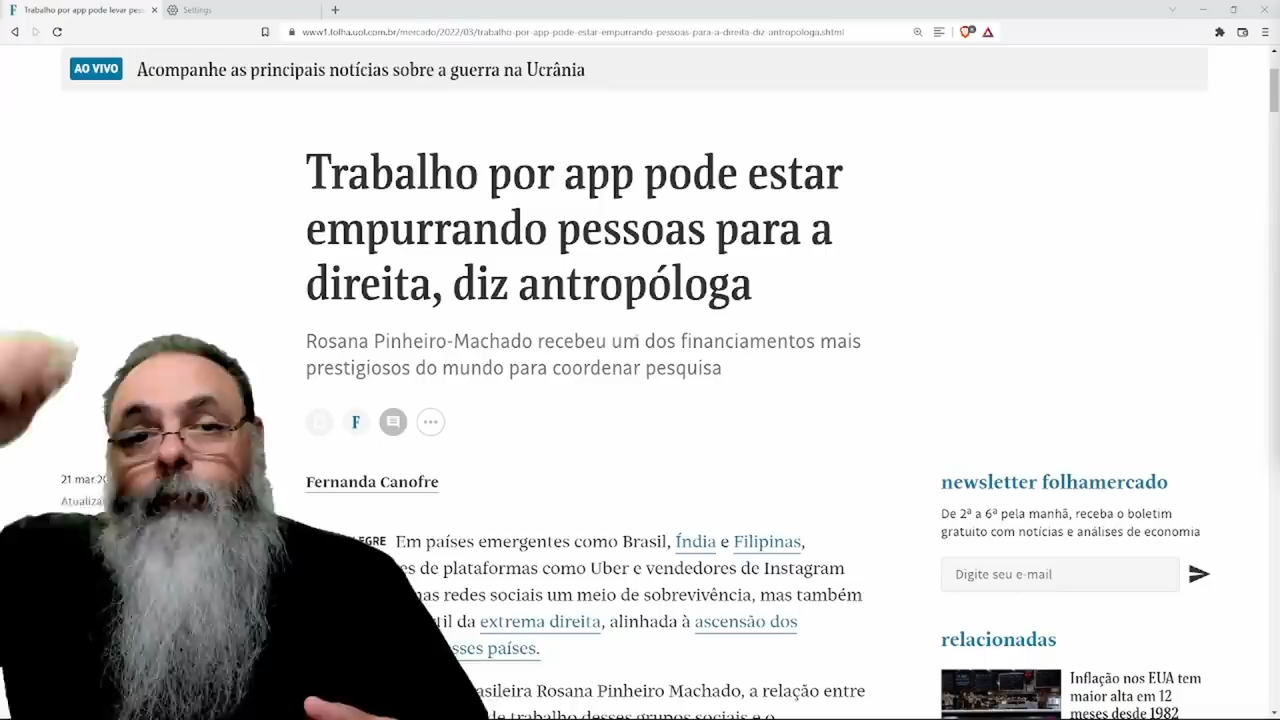 Trabalho por app pode levar pes
Settings
www1.folha.uol.com.br/mercado/2022/03/trabalho-por-app-pode-estar-empurrando-pessoas-para-a-direita-diz-antropologa.shtml
AO VIVO Acompanhe as principais notícias sobre a guerra na Ucrânia
Trabalho por app pode estar
empurrando pessoas para a
direita, diz antropóloga
Rosana Pinheiro-Machado recebeu um dos financiamentos mais
prestigiosos do mundo para coordenar pesquisa
F
21.mar.20
Atualiza
Fernanda Canofre
EGRE Em países emergentes como Brasil, Índia e Filipinas,
es de plataformas como Uber e vendedores de Instagram
nas redes sociais um meio de sobrevivência, mas também
til da extrema direita, alinhada à ascensão dos
sses países.
asileira Rosana Pinheiro Machado, a relação entre
de trabalho desses grupos sociais e o
newsletter folhamercado
De 2ª a 6ª pela manhã, receba o boletim
gratuito com notícias e análises de economia
Digite seu e-mail
relacionadas
Inflação nos EUA tem
maior alta em 12
meses desde 1982